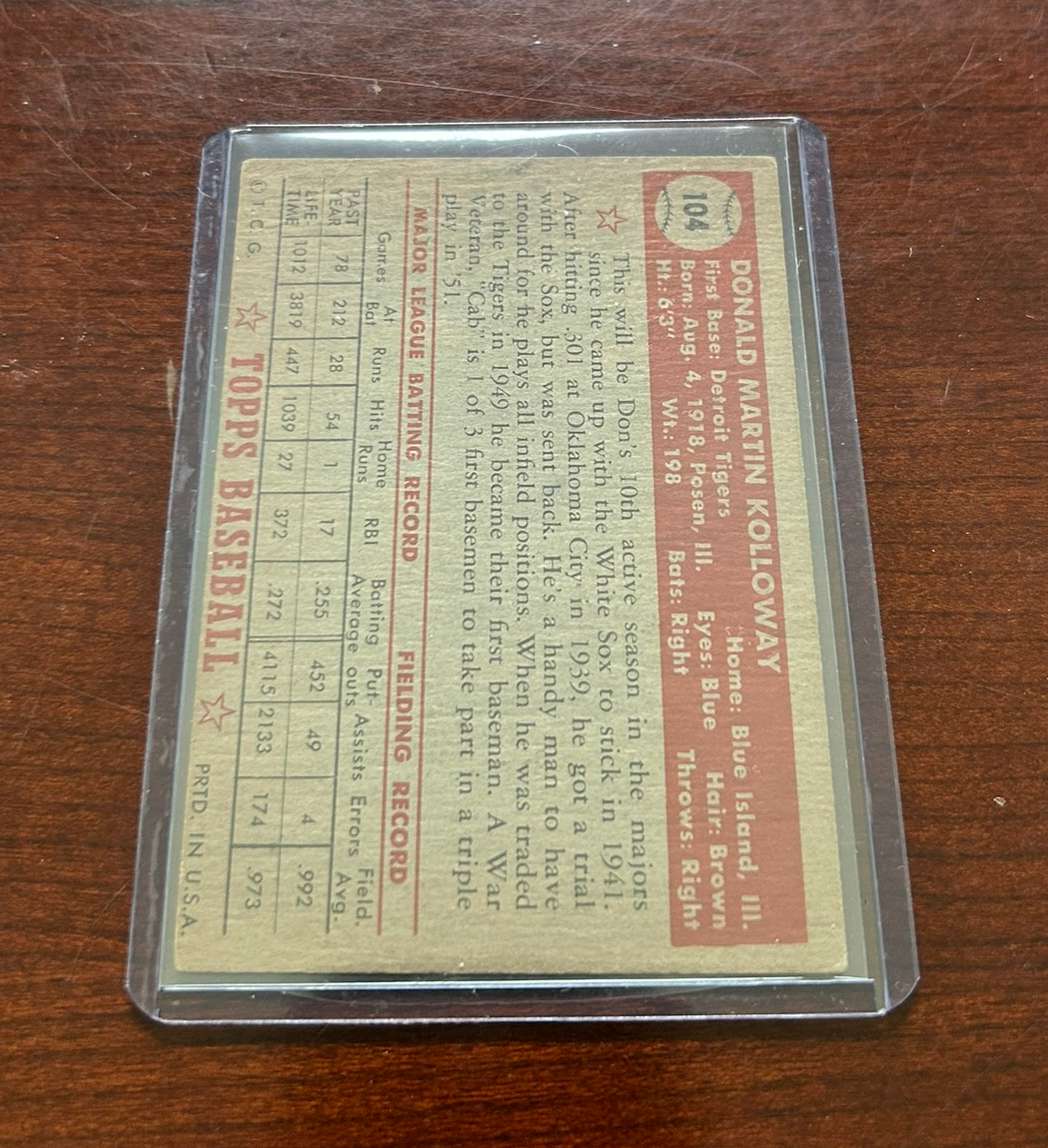 104
DONALD MARTIN KOLLOWAY
First Base: Detroit Tigers Home: Blue Island, Ill.
Born: Aug. 4, 1918, Posen, Ill. Eyes: Blue Hair: Brown
Ht.: 6'3" Wt.: 198 Bats: Right Throws: Right
This will be Don's 10th active season in the majors
since he came up with the White Sox to stick in 1941.
After hitting .301 at Oklahoma City in 1939, he got a trial
with the Sox, but was sent back. He's a handy man to have
around for he plays all infield positions. When he was traded
to the Tigers in 1949 he became their first baseman. A War
Veteran, "Cab" is 1 of 3 first basemen to take part in a triple
play in '51.
MAJOR LEAGUE BATTING RECORD FIELDING RECORD
Games At Bat Runs Hits Home Runs RBI Batting Average Put-outs Assists Errors Field. Avg.
PAST YEAR 78 212 28 54 1 17 .255 452 49 4 .992
LIFE TIME 1012 3819 447 1039 27 372 .272 4115 2133 174 .973
© T. C. G. TOPPS BASEBALL PRTD. IN U.S.A.